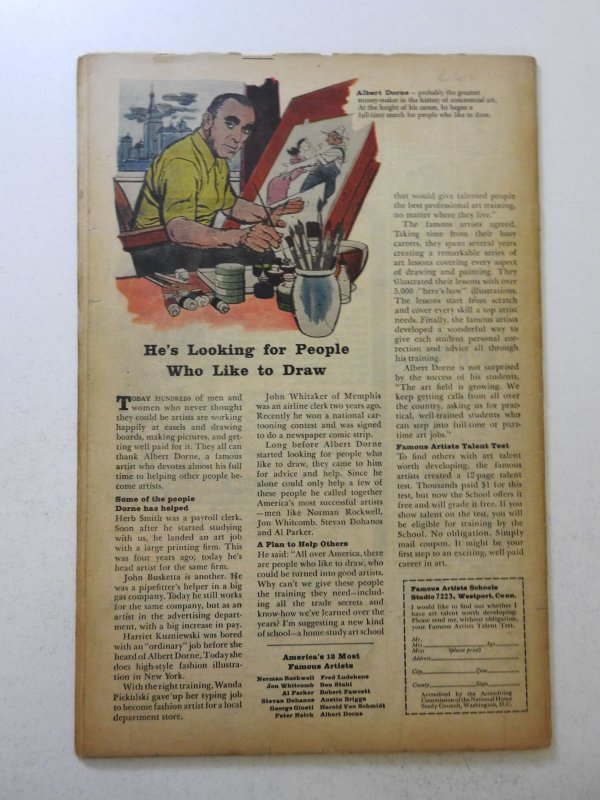 Albert Dorne — probably the greatest
money-maker in the history of commercial art.
At the height of his career, he began a
full-time search for people who like to draw.
He's Looking for People
Who Like to Draw
TODAY HUNDREDS of men and
women who never thought
they could be artists are working
happily at easels and drawing
boards, making pictures, and get-
ting well paid for it. They all can
thank Albert Dorne, a famous
artist who devotes almost his full
time to helping other people be-
come artists.
Some of the people
Dorne has helped
Herb Smith was a payroll clerk.
Soon after he started studying
with us, he landed an art job
with a large printing firm. This
was four years ago; today he's
head artist for the same firm.
John Busketta is another. He
was a pipefitter's helper in a big
gas company. Today he still works
for the same company, but as an
artist in the advertising depart-
ment, with a big increase in pay.
Harriet Kuzniewski was bored
with an "ordinary" job before she
heard of Albert Dorne. Today she
does high-style fashion illustra-
tion in New York.
With the right training, Wanda
Pickulski gave up her typing job
to become fashion artist for a local
department store.
John Whitaker of Memphis
was an airline clerk two years ago.
Recently he won a national car-
tooning contest and was signed
to do a newspaper comic strip.
Long before Albert Dorne
started looking for people who
like to draw, they came to him
for advice and help. Since he
alone could only help a few of
these people he called together
America's most successful artists
—men like Norman Rockwell,
Jon Whitcomb, Stevan Dohanos
and Al Parker.
A Plan to Help Others
He said: "All over America, there
are people who like to draw, who
could be turned into good artists.
Why can't we give these people
the training they need—includ-
ing all the trade secrets and
know-how we've learned over the
years? I'm suggesting a new kind
of school—a home study art school
America's 12 Most
Famous Artists
Norman Rockwell Fred Ludekens
Jon Whitcomb Ben Stahl
Al Parker Robert Fawcett
Stevan Dohanos Austin Briggs
George Giusti Harold Von Schmidt
Peter Helck Albert Dorne
that would give talented people
the best professional art training,
no matter where they live."
The famous artists agreed.
Taking time from their busy
careers, they spent several years
creating a remarkable series of
art lessons covering every aspect
of drawing and painting. They
illustrated their lessons with over
5,000 "here's-how" illustrations.
The lessons start from scratch
and cover every skill a top artist
needs. Finally, the famous artists
developed a wonderful way to
give each student personal cor-
rection and advice all through
his training.
Albert Dorne is not surprised
by the success of his students.
"The art field is growing. We
keep getting calls from all over
the country, asking us for prac-
tical, well-trained students who
can step into full-time or part-
time art jobs."
Famous Artists Talent Test
To find others with art talent
worth developing, the famous
artists created a 12-page talent
test. Thousands paid $1 for this
test, but now the School offers it
free and will grade it free. If you
show talent on the test, you will
be eligible for training by the
School. No obligation. Simply
mail coupon. It might be your
first step to an exciting, well-paid
career in art.
Famous Artists Schools
Studio 7223, Westport, Conn.
I would like to find out whether I
have art talent worth developing.
Please send me, without obligation,
your Famous Artists Talent Test.
Mr.
Mrs. Age
Miss (please print)
Address
City Zone
County State
Accredited by the Accrediting
Commission of the National Home
Study Council, Washington, D.C.